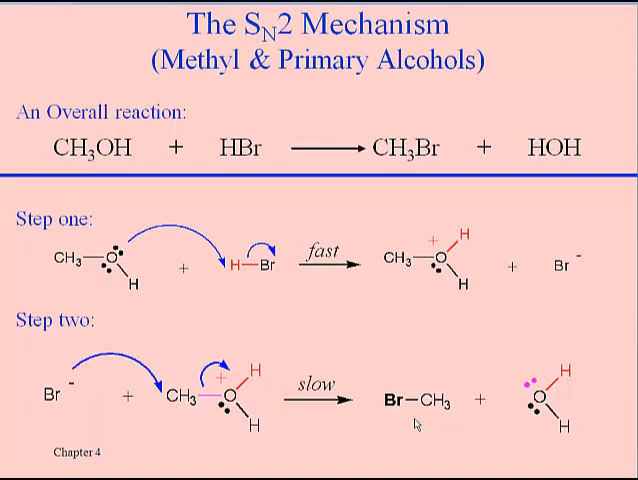 The SN2 Mechanism
(Methyl & Primary Alcohols)
An Overall reaction:
CH3OH + HBr CH3Br + HOH
Step one:
CH3 O H + H Br fast CH3 + O H H + Br -
Step two:
Br - + CH3 + O H H slow Br CH3 + O H H
Chapter 4